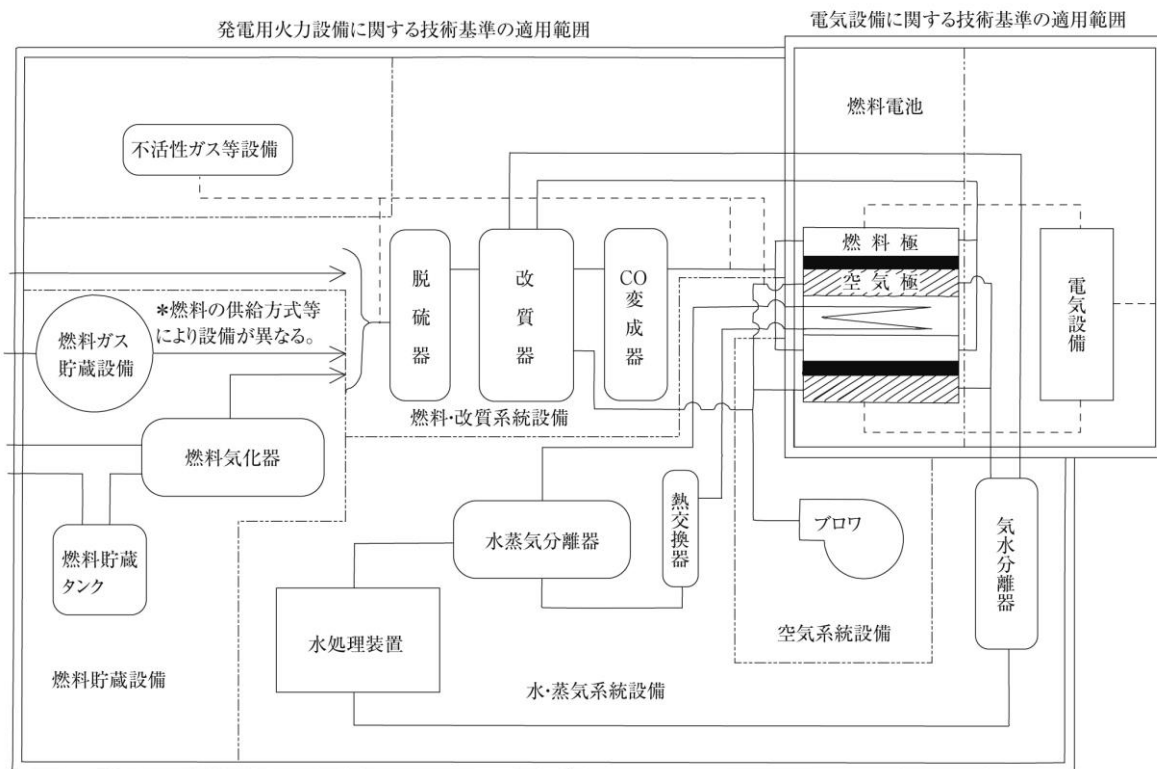 発電用火力設備に関する技術基準の適用範囲
電気設備に関する技術基準の適用範囲
燃料電池
不活性ガス等設備
燃料極
空気極
電気設備
脱硫器
改質器
CO変成器
*燃料の供給方式等
により設備が異なる。
燃料ガス
貯蔵設備
燃料・改質系統設備
燃料気化器
熱交換器
ブロワ
気水分離器
水蒸気分離器
燃料貯蔵
タンク
水処理装置
空気系統設備
燃料貯蔵設備
水・蒸気系統設備